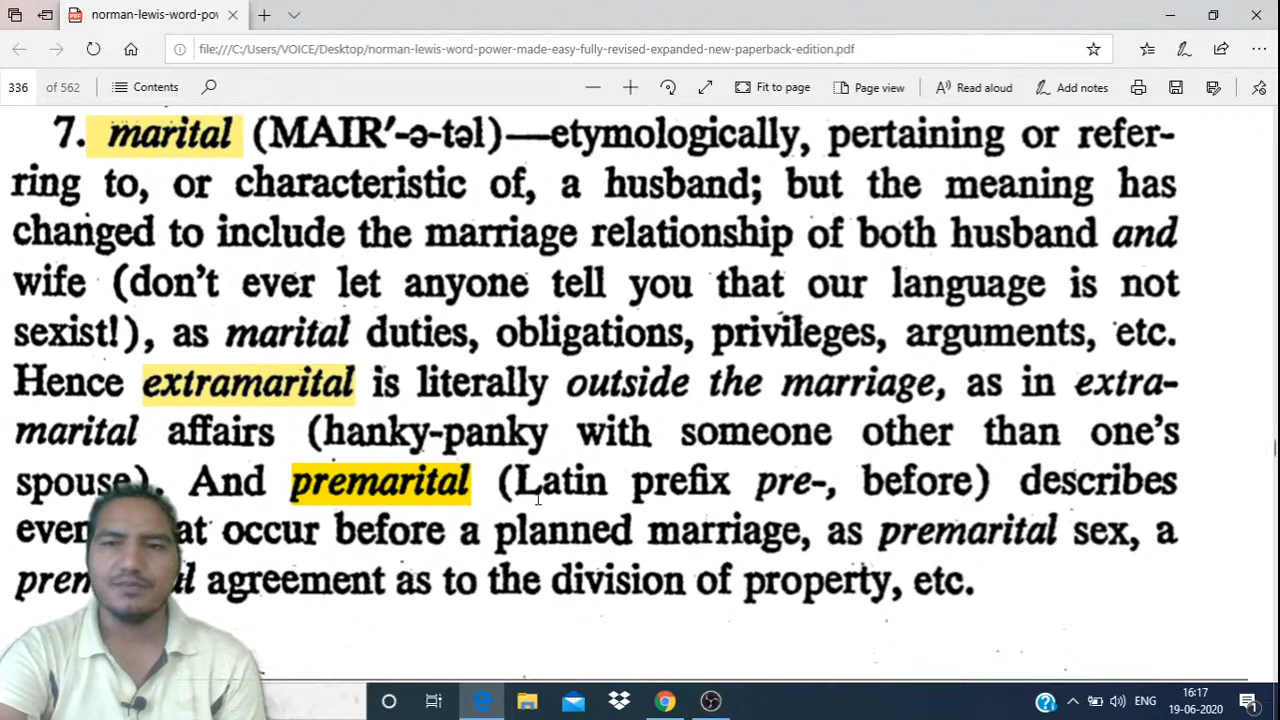 norman-lewis-word-pow
file:///C:/Users/VOICE/Desktop/norman-lewis-word-power-made-easy-fully-revised-expanded-new-paperback-edition.pdf
336 of 562 Contents Fit to page Page view Read aloud Add notes
7. marital (MAIR′-ə-təl)—etymologically, pertaining or refer-
ring to, or characteristic of, a husband; but the meaning has
changed to include the marriage relationship of both husband and
wife (don't ever let anyone tell you that our language is not
sexist!), as marital duties, obligations, privileges, arguments, etc.
Hence extramarital is literally outside the marriage, as in extra-
marital affairs (hanky-panky with someone other than one's
spouse). And premarital (Latin prefix pre-, before) describes
occur before a planned marriage, as premarital sex, a
agreement as to the division of property, etc.
ENG
16:17
19-06-2020
1